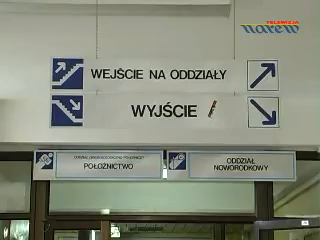 TELEWIZJA
narew
WEJŚCIE NA ODDZIAŁY
WYJŚCIE
POŁOŻNICTWO
ODDZIAŁ
NOWORODKOWY